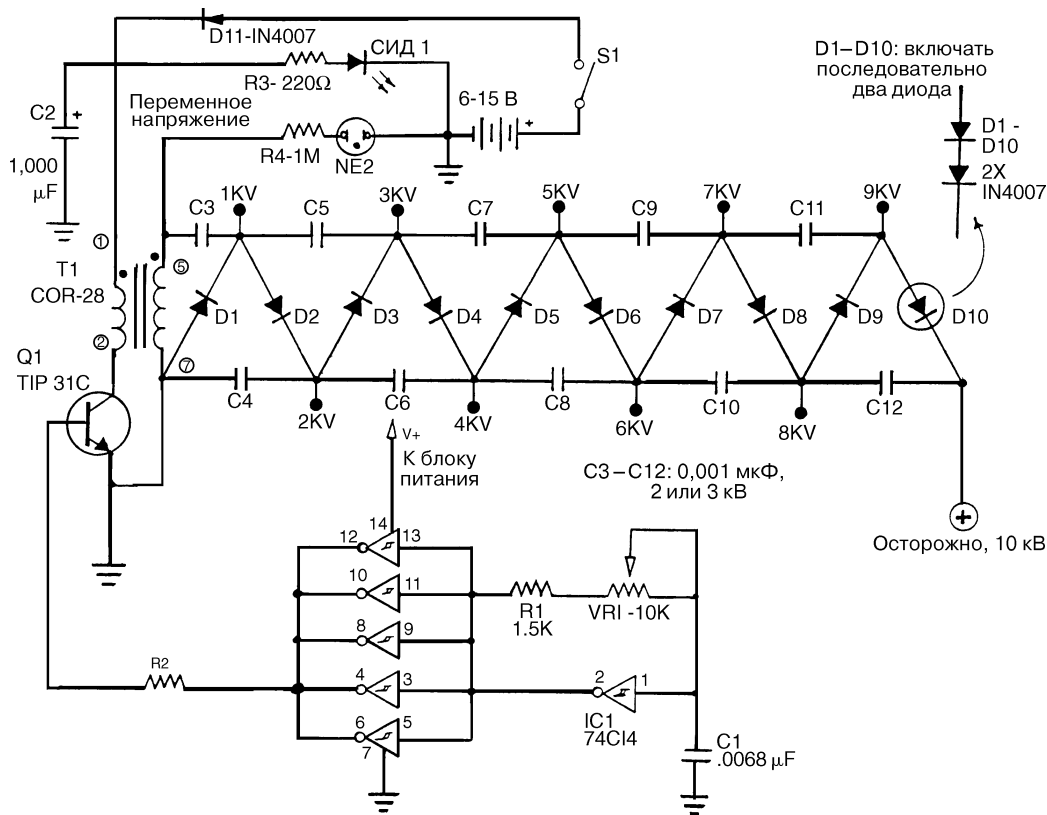 D11-IN4007
СИД 1
S1
D1–D10: включать
последовательно
два диода
R3- 220Ω
C2
+
Переменное
напряжение
6-15 В
+
D1 -
D10
1,000
μF
R4-1M
NE2
2X
IN4007
1KV
3KV
5KV
7KV
9KV
C3
C5
C7
C9
C11
①
⑤
T1
COR-28
D1
D2
D3
D4
D5
D6
D7
D8
D9
D10
②
⑦
Q1
TIP 31C
C4
C6
C8
C10
C12
2KV
4KV
6KV
8KV
V+
К блоку
питания
C3–C12: 0,001 мкФ,
2 или 3 кВ
+
Осторожно, 10 кВ
14
12
13
10
11
R1
1.5K
VRI -10K
8
9
R2
4
3
2
1
IC1
74CI4
6
5
7
C1
.0068 μF